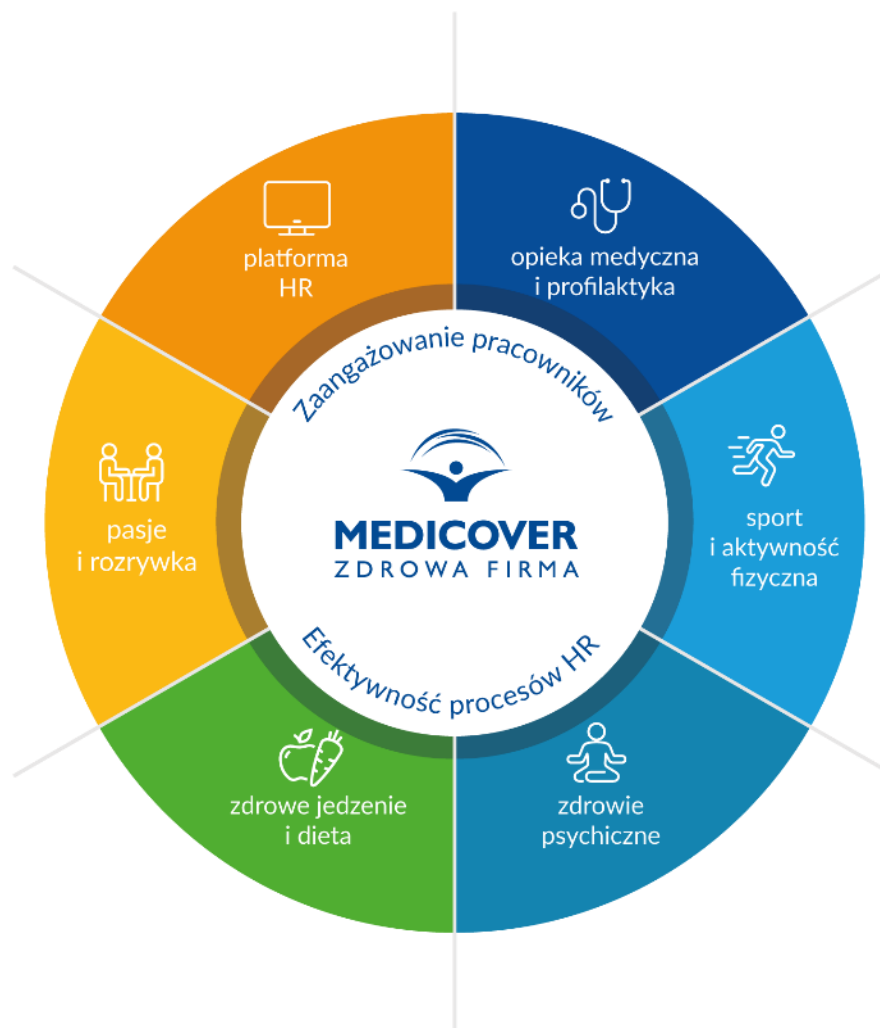 platforma
HR
opieka medyczna
i profilaktyka
Zaangażowanie pracowników
pasje
i rozrywka
MEDICOVER
ZDROWA FIRMA
sport
i aktywność
fizyczna
Efektywność procesów HR
zdrowe jedzenie
i dieta
zdrowie
psychiczne